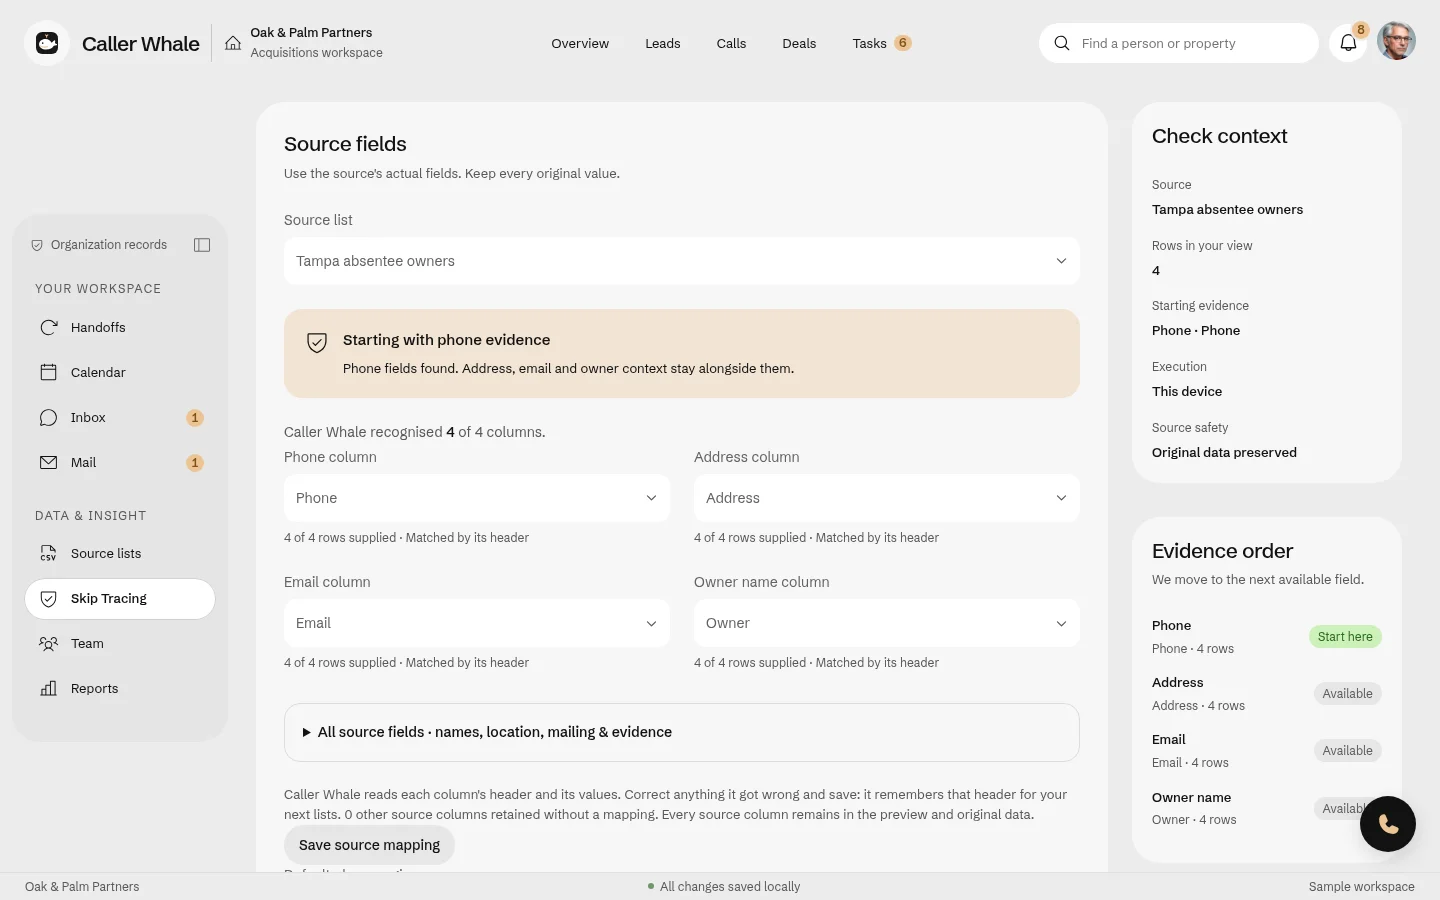 Caller Whale
Oak & Palm Partners
Acquisitions workspace
Overview
Leads
Calls
Deals
Tasks 6
Find a person or property
8
Organization records
YOUR WORKSPACE
Handoffs
Calendar
Inbox 1
Mail 1
DATA & INSIGHT
CSV
Source lists
Skip Tracing
Team
Reports
Source fields
Use the source's actual fields. Keep every original value.
Source list
Tampa absentee owners
Starting with phone evidence
Phone fields found. Address, email and owner context stay alongside them.
Caller Whale recognised 4 of 4 columns.
Phone column
Phone
4 of 4 rows supplied · Matched by its header
Address column
Address
4 of 4 rows supplied · Matched by its header
Email column
Email
4 of 4 rows supplied · Matched by its header
Owner name column
Owner
4 of 4 rows supplied · Matched by its header
All source fields · names, location, mailing & evidence
Caller Whale reads each column's header and its values. Correct anything it got wrong and save: it remembers that header for your
next lists. 0 other source columns retained without a mapping. Every source column remains in the preview and original data.
Save source mapping
Check context
Source
Tampa absentee owners
Rows in your view
4
Starting evidence
Phone · Phone
Execution
This device
Source safety
Original data preserved
Evidence order
We move to the next available field.
Phone
Phone · 4 rows
Start here
Address
Address · 4 rows
Available
Email
Email · 4 rows
Available
Owner name
Owner · 4 rows
Oak & Palm Partners
All changes saved locally
Sample workspace